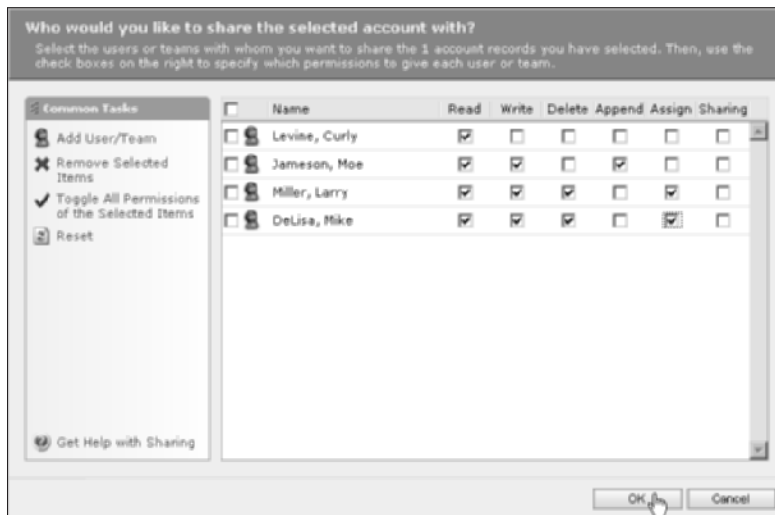 Who would you like to share the selected account with?
Select the users or teams with whom you want to share the 1 account records you have selected. Then, use the
check boxes on the right to specify which permissions to give each user or team.
Common Tasks
Add User/Team
Remove Selected
Items
Toggle All Permissions
of the Selected Items
Reset
Get Help with Sharing
Name Read Write Delete Append Assign Sharing
Levine, Curly
Jameson, Moe
Miller, Larry
DeLisa, Mike
OK Cancel